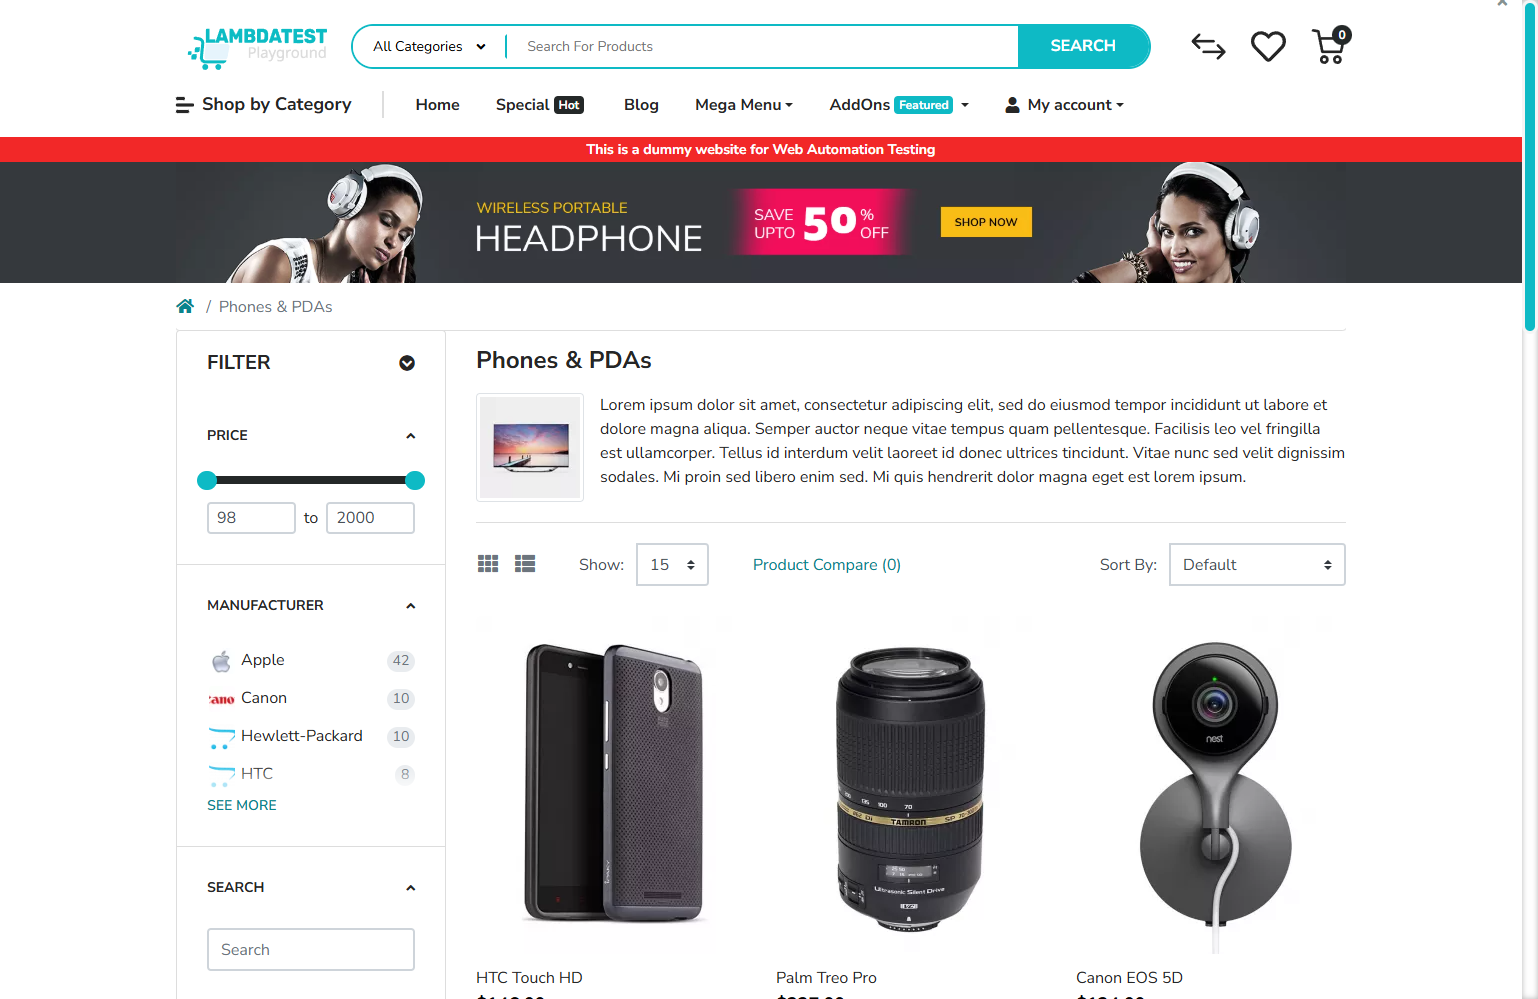 LAMBDATEST
Playground
All Categories
Search For Products
SEARCH
0
Shop by Category
Home
Special Hot
Blog
Mega Menu
AddOns Featured
My account
This is a dummy website for Web Automation Testing
WIRELESS PORTABLE
HEADPHONE
SAVE UPTO 50% OFF
SHOP NOW
/ Phones & PDAs
FILTER
PRICE
98 to 2000
MANUFACTURER
Apple 42
Canon 10
Hewlett-Packard 10
HTC 8
SEE MORE
SEARCH
Search
Phones & PDAs
Lorem ipsum dolor sit amet, consectetur adipiscing elit, sed do eiusmod tempor incididunt ut labore et
dolore magna aliqua. Semper auctor neque vitae tempus quam pellentesque. Facilisis leo vel fringilla
est ullamcorper. Tellus id interdum velit laoreet id donec ultrices tincidunt. Vitae nunc sed velit dignissim
sodales. Mi proin sed libero enim sed. Mi quis hendrerit dolor magna eget est lorem ipsum.
Show: 15
Product Compare (0)
Sort By: Default
TAMRON
Ultrasonic Silent Drive
nest
HTC Touch HD
Palm Treo Pro
Canon EOS 5D